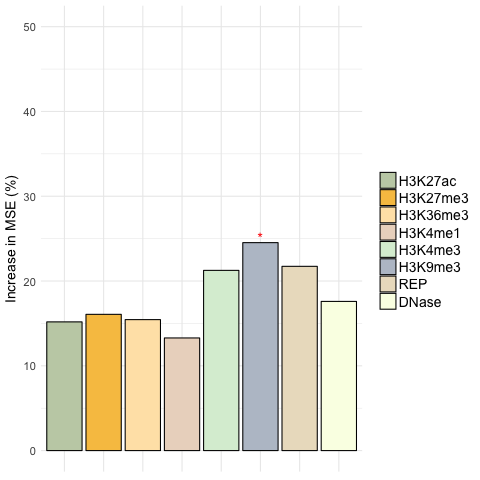 50
40
30
20
10
0
Increase in MSE (%)
*
H3K27ac
H3K27me3
H3K36me3
H3K4me1
H3K4me3
H3K9me3
REP
DNase